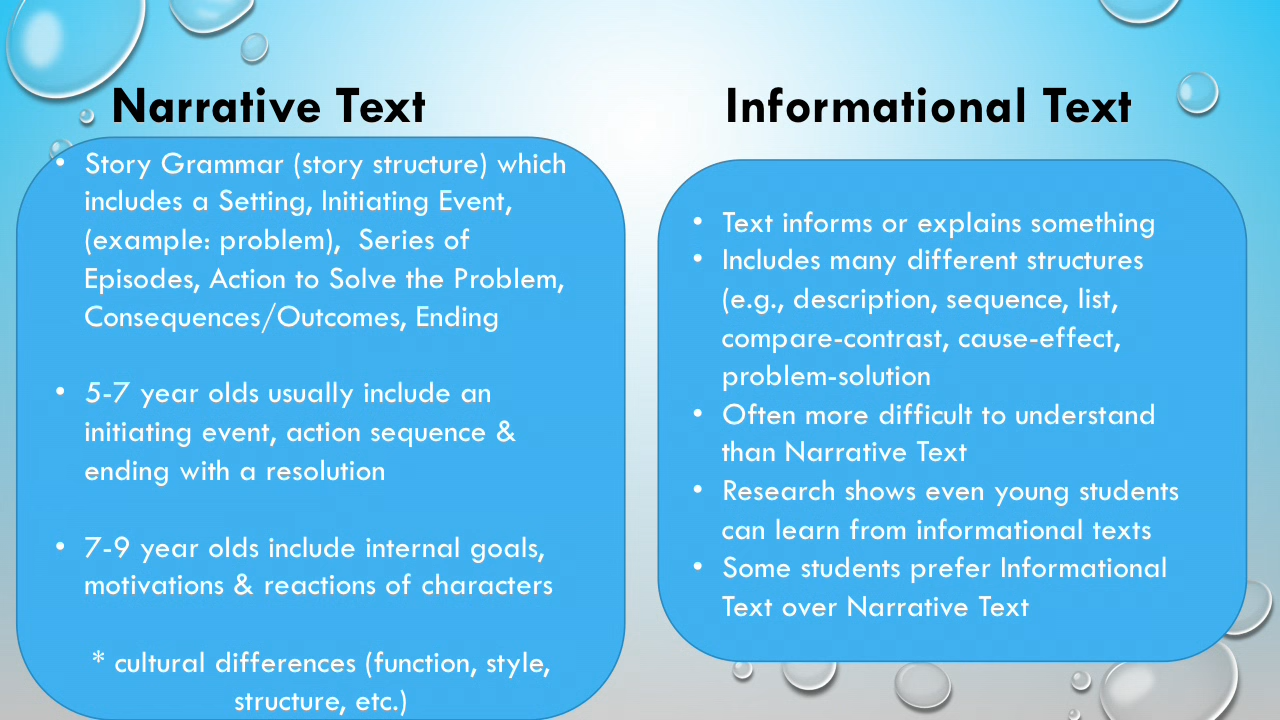 Narrative Text
• Story Grammar (story structure) which
includes a Setting, Initiating Event,
(example: problem),  Series of
Episodes, Action to Solve the Problem,
Consequences/Outcomes, Ending
• 5-7 year olds usually include an
initiating event, action sequence &
ending with a resolution
• 7-9 year olds include internal goals,
motivations & reactions of characters
* cultural differences (function, style,
structure, etc.)
Informational Text
• Text informs or explains something
• Includes many different structures
(e.g., description, sequence, list,
compare-contrast, cause-effect,
problem-solution
• Often more difficult to understand
than Narrative Text
• Research shows even young students
can learn from informational texts
• Some students prefer Informational
Text over Narrative Text